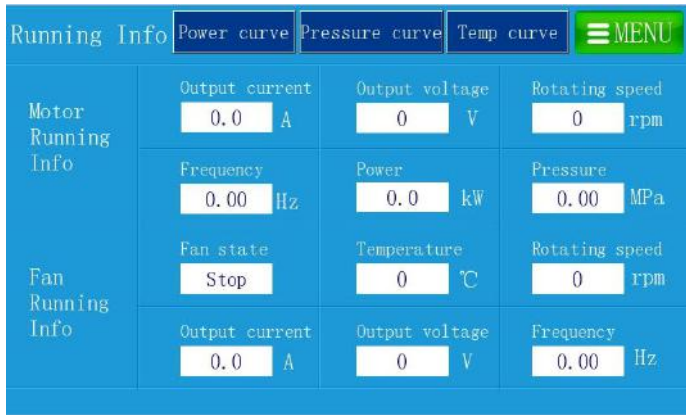 Running Info Power curve Pressure curve Temp curve MENU
Output current Output voltage Rotating speed
Motor
Running
Info
0.0 A 0 V 0 rpm
Frequency Power Pressure
0.00 Hz 0.0 kW 0.00 MPa
Fan state Temperature Rotating speed
Fan
Running
Info
Stop 0 ℃ 0 rpm
Output current Output voltage Frequency
0.0 A 0 V 0.00 Hz